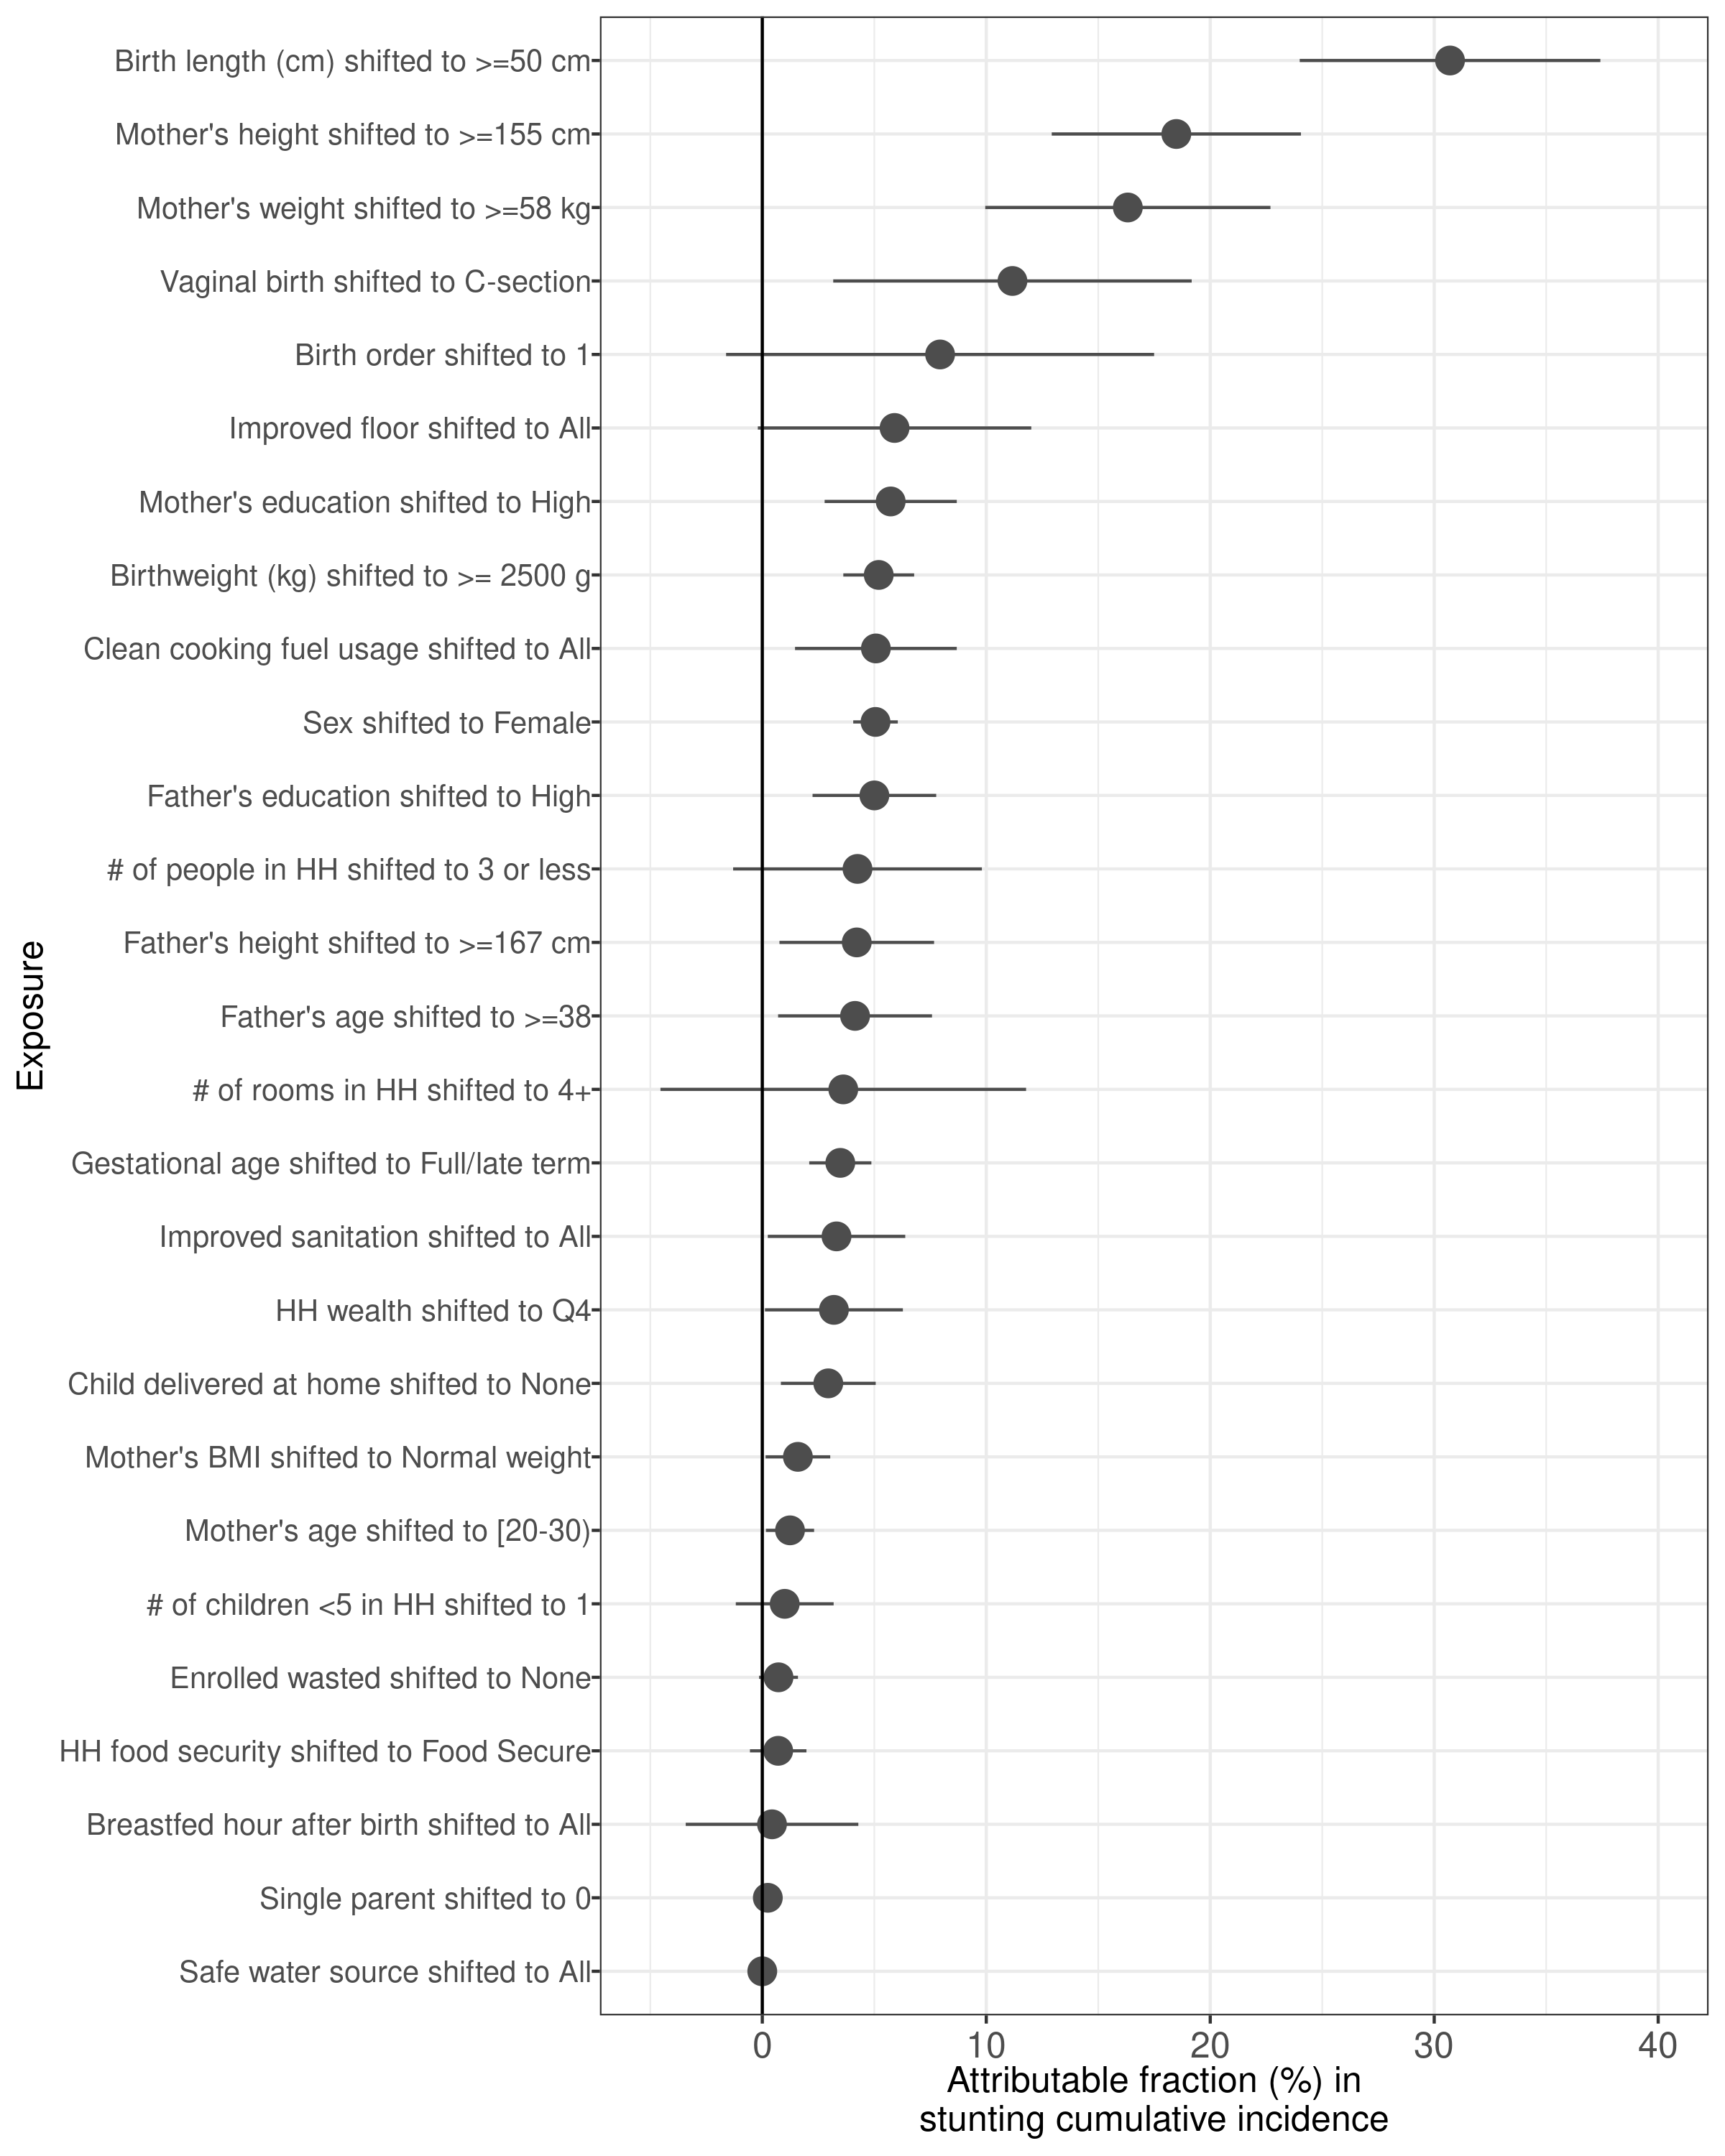 Birth length (cm) shifted to >=50 cm
Mother's height shifted to >=155 cm
Mother's weight shifted to >=58 kg
Vaginal birth shifted to C-section
Birth order shifted to 1
Improved floor shifted to All
Mother's education shifted to High
Birthweight (kg) shifted to >= 2500 g
Clean cooking fuel usage shifted to All
Sex shifted to Female
Father's education shifted to High
# of people in HH shifted to 3 or less
Father's height shifted to >=167 cm
Father's age shifted to >=38
# of rooms in HH shifted to 4+
Gestational age shifted to Full/late term
Improved sanitation shifted to All
HH wealth shifted to Q4
Child delivered at home shifted to None
Mother's BMI shifted to Normal weight
Mother's age shifted to [20-30)
# of children <5 in HH shifted to 1
Enrolled wasted shifted to None
HH food security shifted to Food Secure
Breastfed hour after birth shifted to All
Single parent shifted to 0
Safe water source shifted to All
Exposure
0 10 20 30 40
Attributable fraction (%) in
stunting cumulative incidence